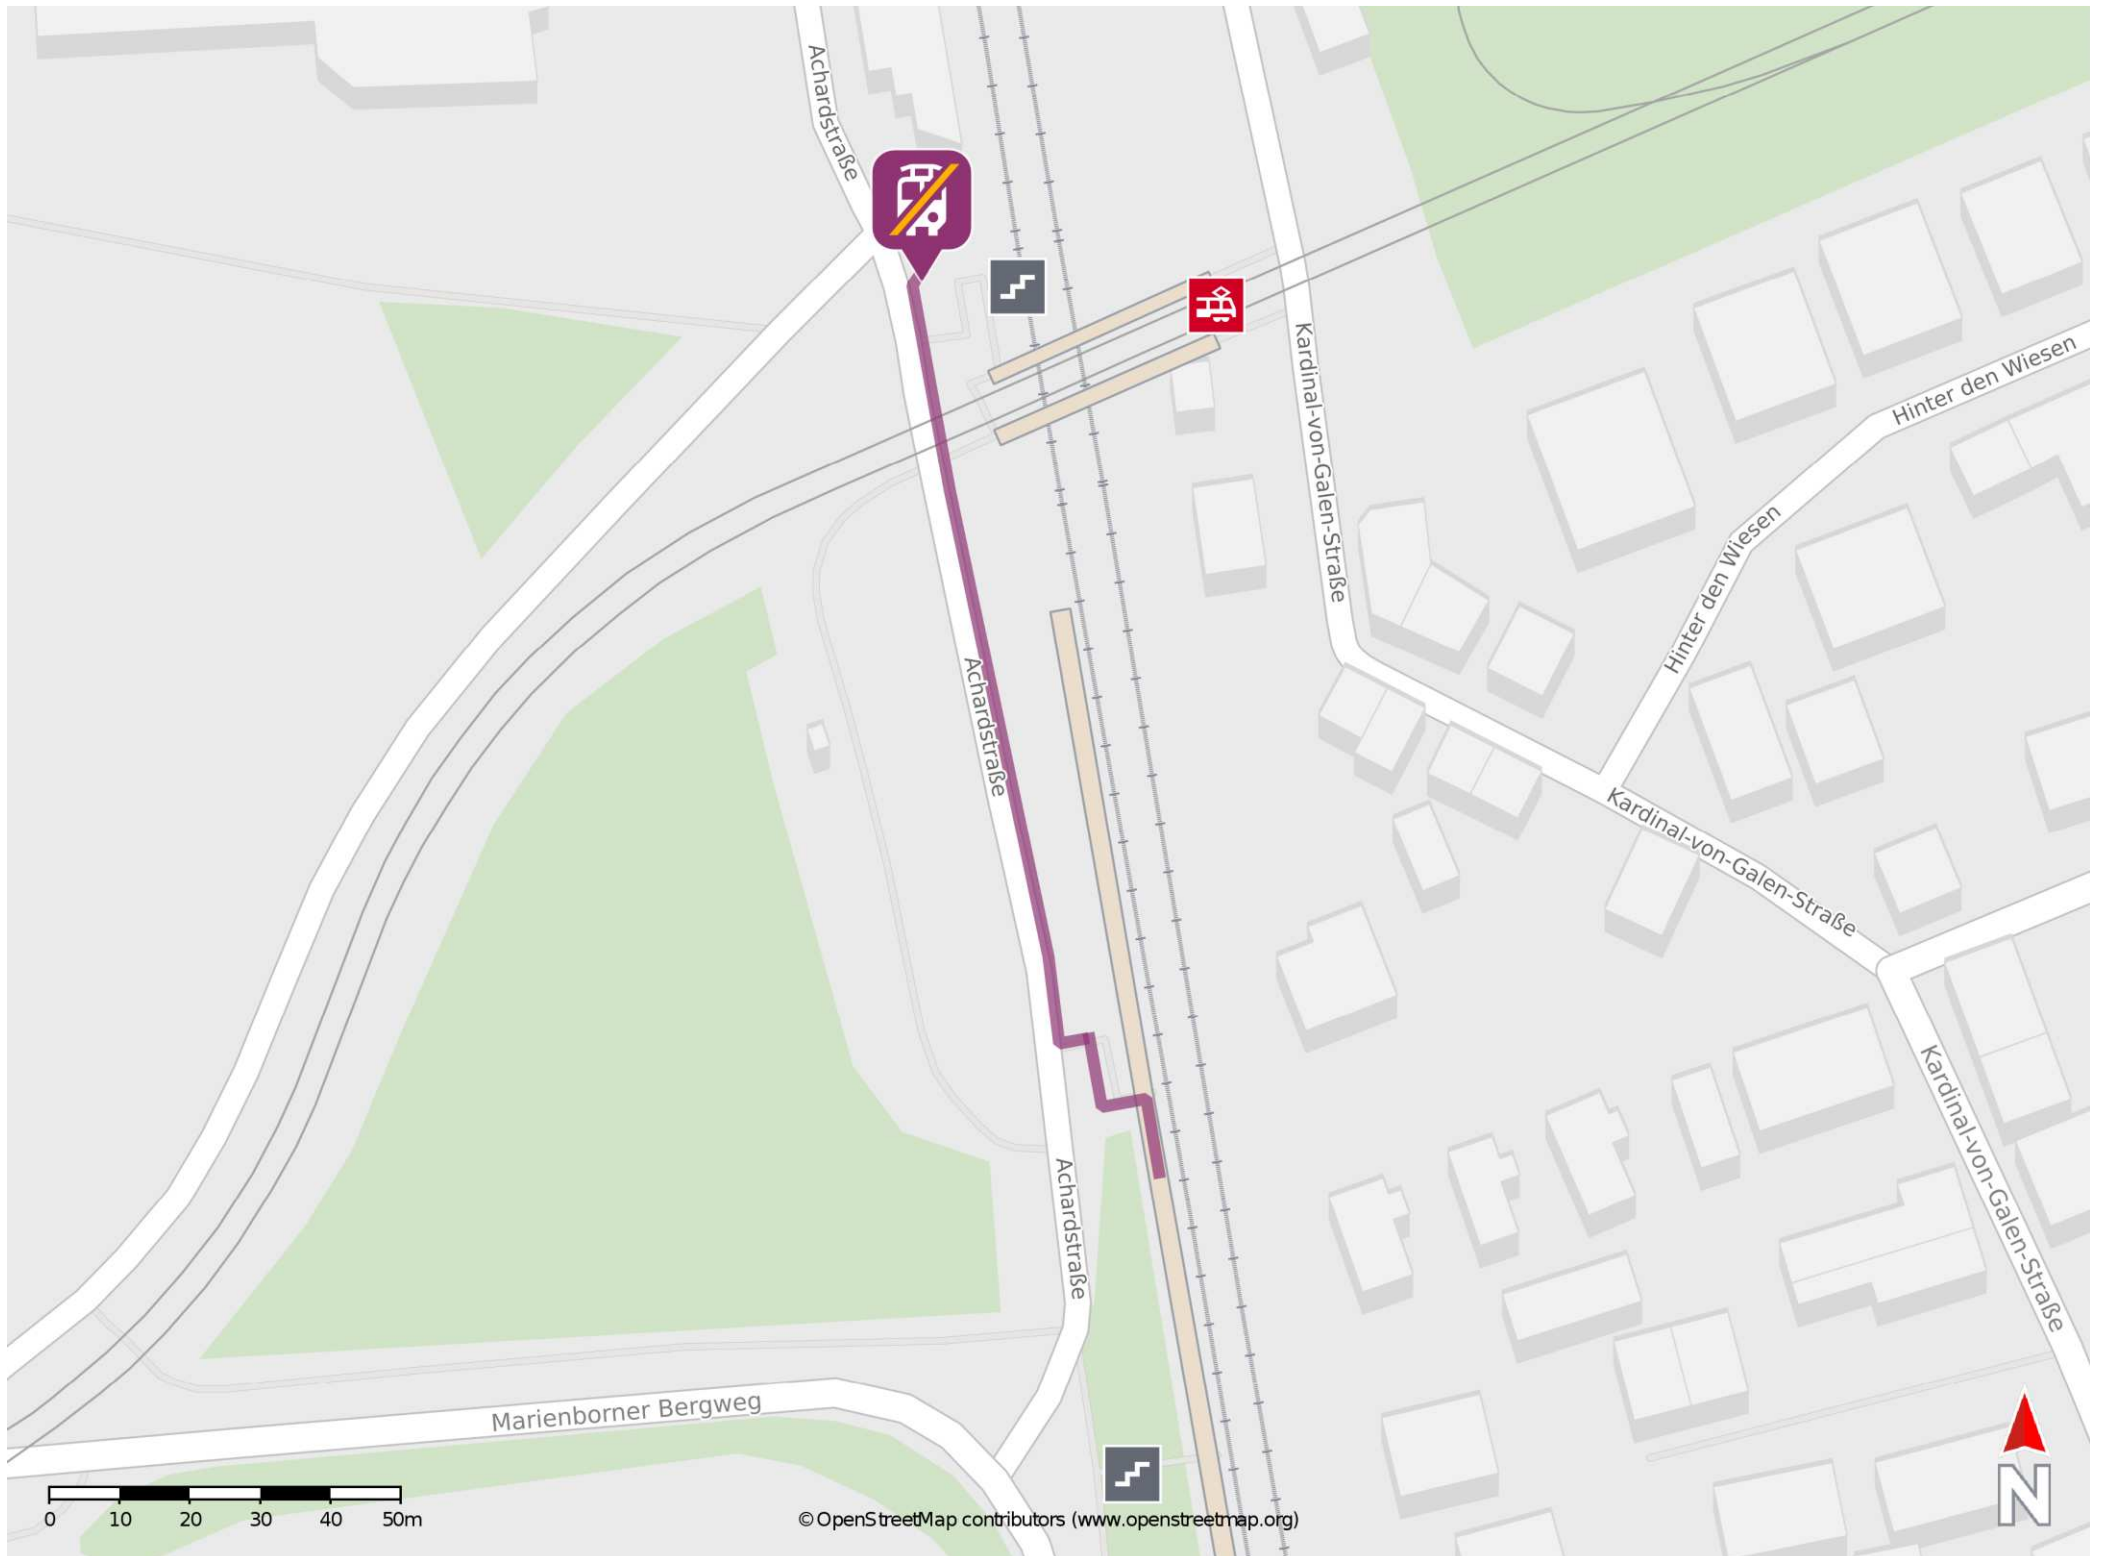 Achardstraße
Kardinal-von-Galen-Straße
Hinter den Wiesen
Hinter den Wiesen
Achardstraße
Kardinal-von-Galen-Straße
Achardstraße
Kardinal-von-Galen-Straße
Marienborner Bergweg
0 10 20 30 40 50m
© OpenStreetMap contributors (www.openstreetmap.org)
N